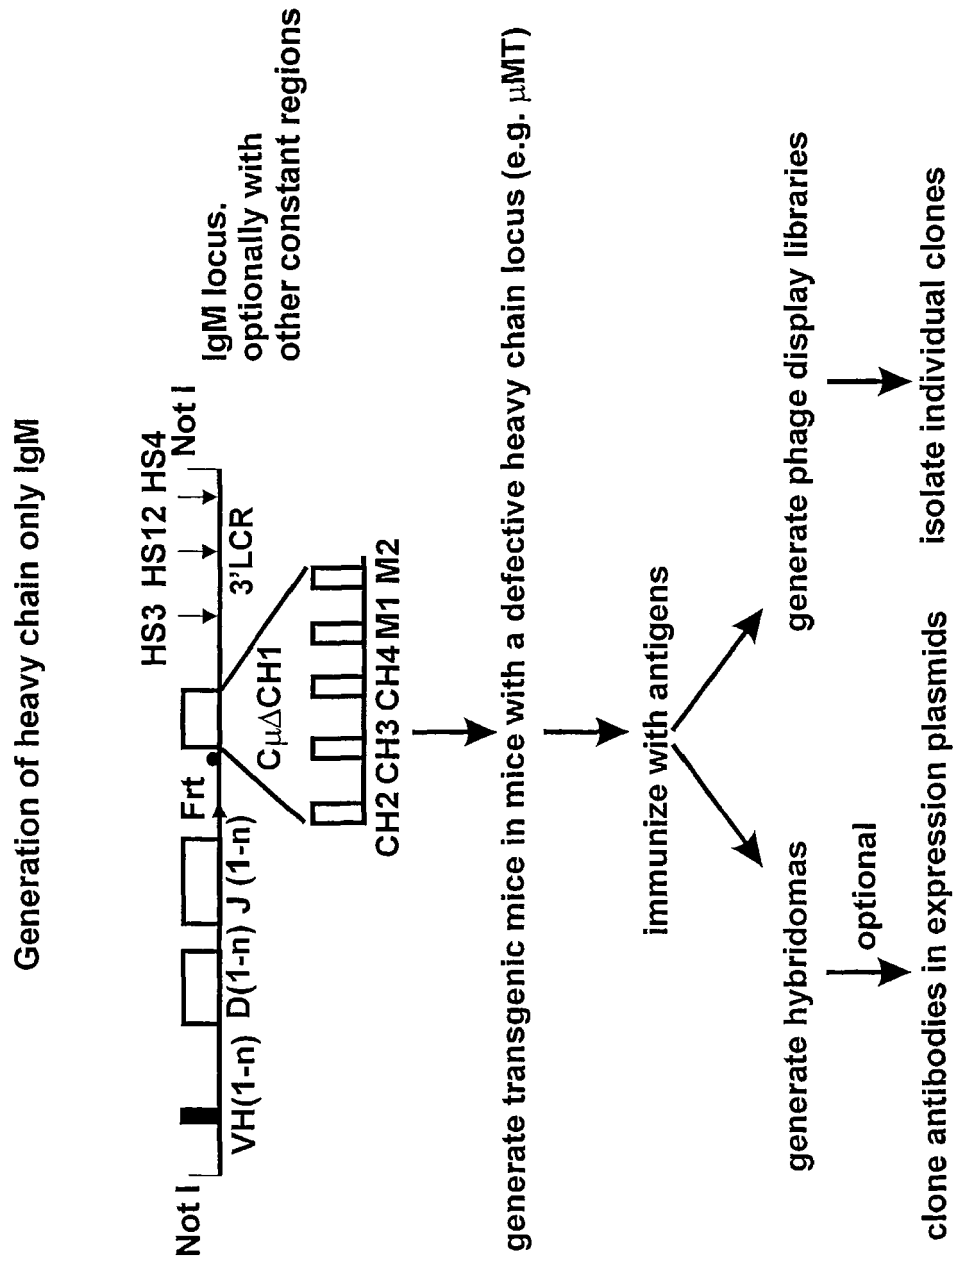 Generation of heavy chain only IgM
HS3 HS12 HS4
Not I
Not I
IgM locus.
optionally with
other constant regions
Frt
VH(1-n) D(1-n) J (1-n)
3'LCR
CμΔCH1
CH2 CH3 CH4 M1 M2
generate transgenic mice in mice with a defective heavy chain locus (e.g. μMT)
immunize with antigens
generate hybridomas
generate phage display libraries
optional
clone antibodies in expression plasmids
isolate individual clones